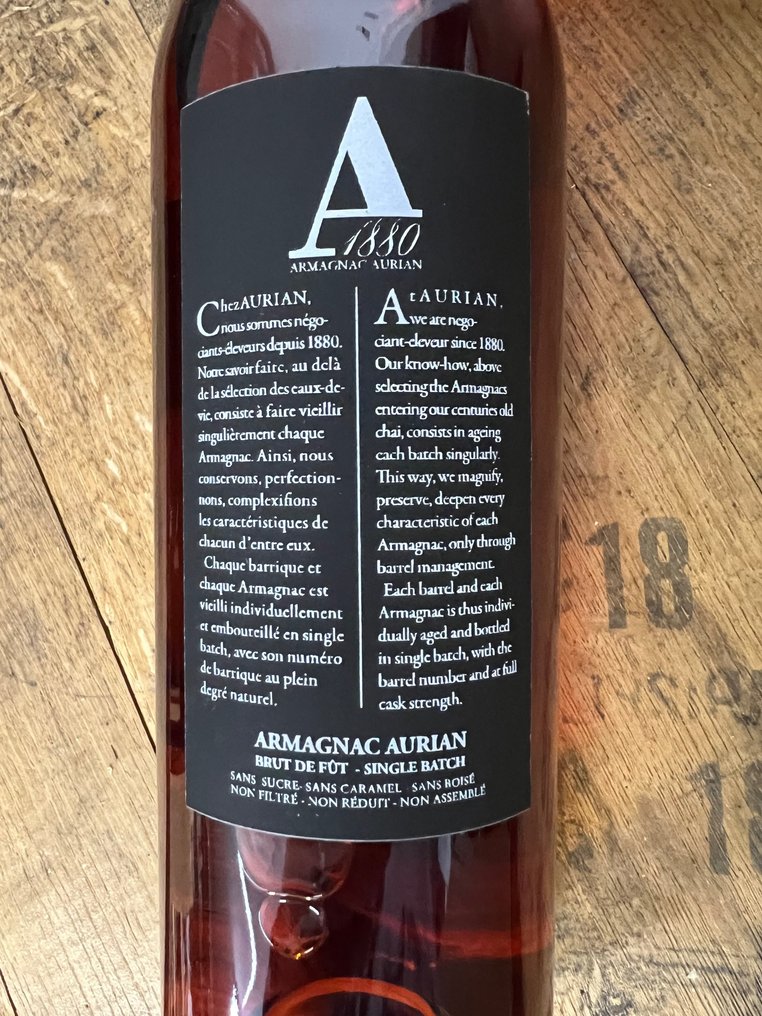 A
1880
ARMAGNAC AURIAN
Chez AURIAN,
nous sommes négo-
ciants-éleveurs depuis 1880.
Notre savoir faire, au delà
de la sélection des eaux-de-
vie, consiste à faire vieillir
singulièrement chaque
Armagnac. Ainsi, nous
conservons, perfection-
nons, complexifions
les caractéristiques de
chacun d'entre eux.
Chaque barrique et
chaque Armagnac est
vieilli individuellement
et embouteillé en single
batch, avec son numéro
de barrique au plein
degré naturel.
At AURIAN,
we are nego-
ciant-eleveur since 1880.
Our know-how, above
selecting the Armagnacs
entering our centuries old
chai, consists in ageing
each batch singularly.
This way, we magnify,
preserve, deepen every
characteristic of each
Armagnac, only through
barrel management.
Each barrel and each
Armagnac is thus indivi-
dually aged and bottled
in single batch, with the
barrel number and at full
cask strength.
ARMAGNAC AURIAN
BRUT DE FÛT - SINGLE BATCH
SANS SUCRE- SANS CARAMEL - SANS BOISÉ
NON FILTRÉ - NON RÉDUIT - NON ASSEMBLÉ
18
18